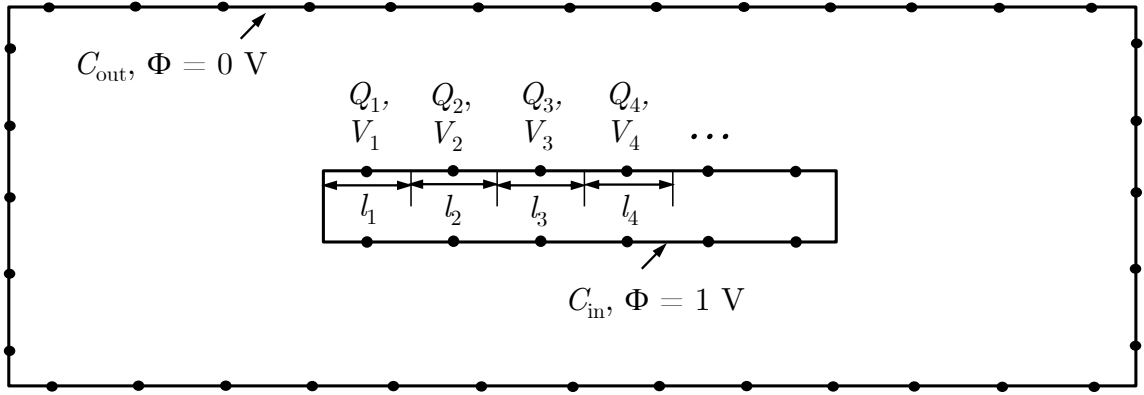 C_out, Φ = 0 V
Q_1, Q_2, Q_3, Q_4,
V_1 V_2 V_3 V_4 ...
l_1 l_2 l_3 l_4
C_in, Φ = 1 V